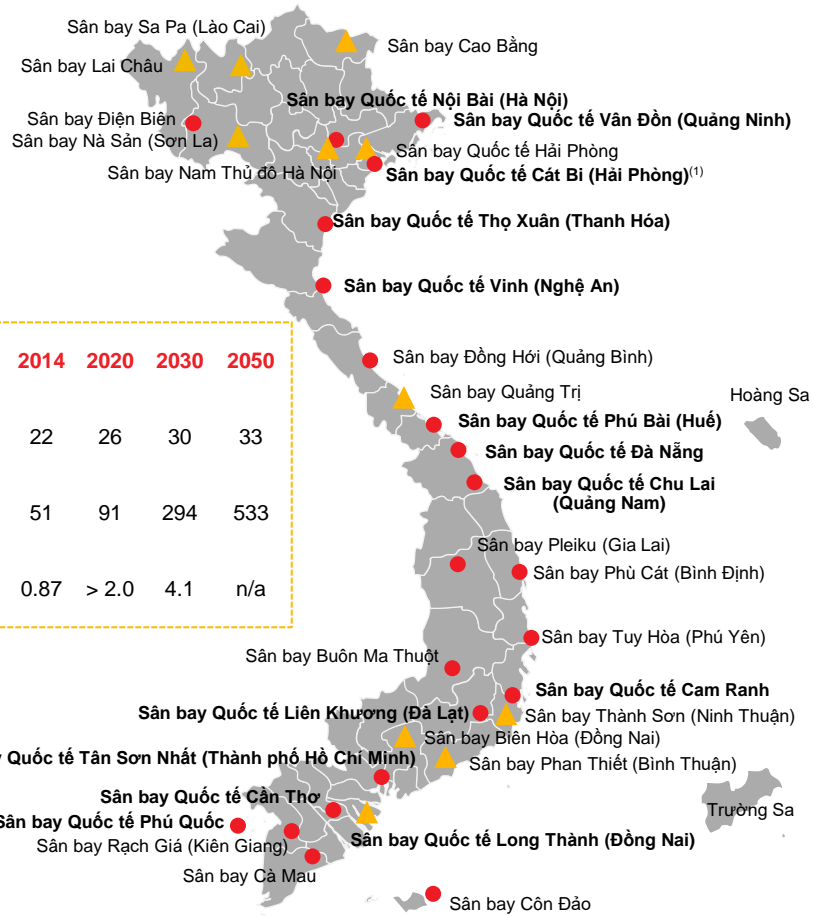 Sân bay Sa Pa (Lào Cai)
Sân bay Cao Bằng
Sân bay Lai Châu
Sân bay Quốc tế Nội Bài (Hà Nội)
Sân bay Điện Biên
Sân bay Quốc tế Vân Đồn (Quảng Ninh)
Sân bay Nà Sản (Sơn La)
Sân bay Quốc tế Hải Phòng
Sân bay Nam Thủ đô Hà Nội
Sân bay Quốc tế Cát Bi (Hải Phòng)(1)
Sân bay Quốc tế Thọ Xuân (Thanh Hóa)
Sân bay Quốc tế Vinh (Nghệ An)
2014 2020 2030 2050
22 26 30 33
51 91 294 533
0.87 > 2.0 4.1 n/a
Sân bay Đồng Hới (Quảng Bình)
Sân bay Quảng Trị
Hoàng Sa
Sân bay Quốc tế Phú Bài (Huế)
Sân bay Quốc tế Đà Nẵng
Sân bay Quốc tế Chu Lai
(Quảng Nam)
Sân bay Pleiku (Gia Lai)
Sân bay Phù Cát (Bình Định)
Sân bay Tuy Hòa (Phú Yên)
Sân bay Buôn Ma Thuột
Sân bay Quốc tế Cam Ranh
Sân bay Quốc tế Liên Khương (Đà Lạt)
Sân bay Thành Sơn (Ninh Thuận)
Sân bay Biên Hòa (Đồng Nai)
y Quốc tế Tân Sơn Nhất (Thành phố Hồ Chí Minh)
Sân bay Phan Thiết (Bình Thuận)
Sân bay Quốc tế Cần Thơ
Trường Sa
Sân bay Quốc tế Phú Quốc
Sân bay Quốc tế Long Thành (Đồng Nai)
Sân bay Rạch Giá (Kiên Giang)
Sân bay Cà Mau
Sân bay Côn Đảo